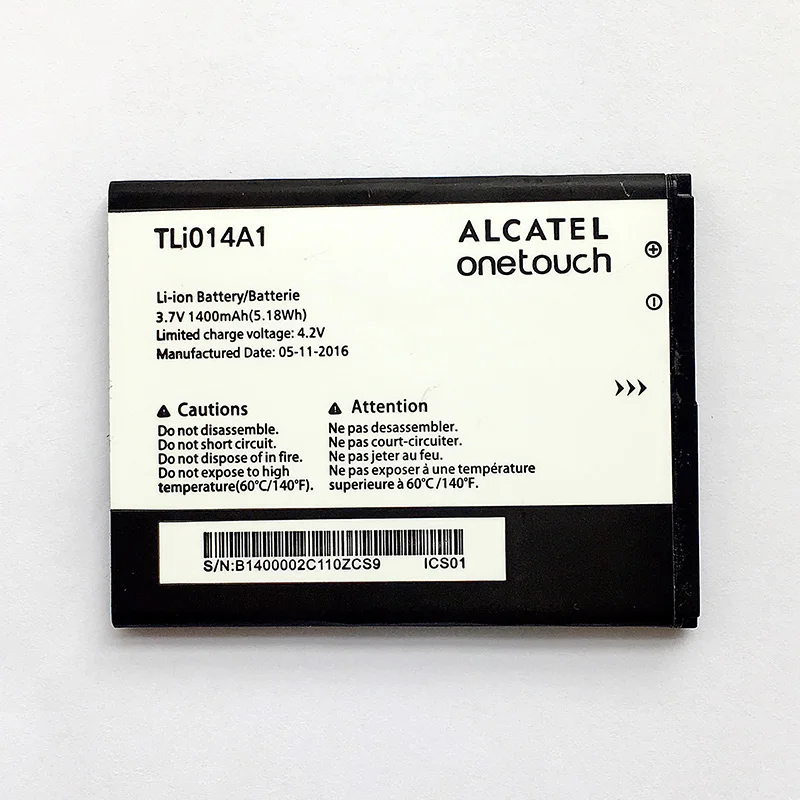 TLi014A1
ALCATEL
onetouch
Li-ion Battery/Batterie
3.7V 1400mAh(5.18Wh)
Limited charge voltage: 4.2V
Manufactured Date: 05-11-2016
Cautions
Do not disassemble.
Do not short circuit.
Do not dispose of in fire.
Do not expose to high
temperature(60°C/140°F).
Attention
Ne pas desassembler.
Ne pas court-circuiter.
Ne pas jeter au feu.
Ne pas exposer à une température
superieure à 60°C /140°F.
S/N:B1400002C110ZCS9 ICS01